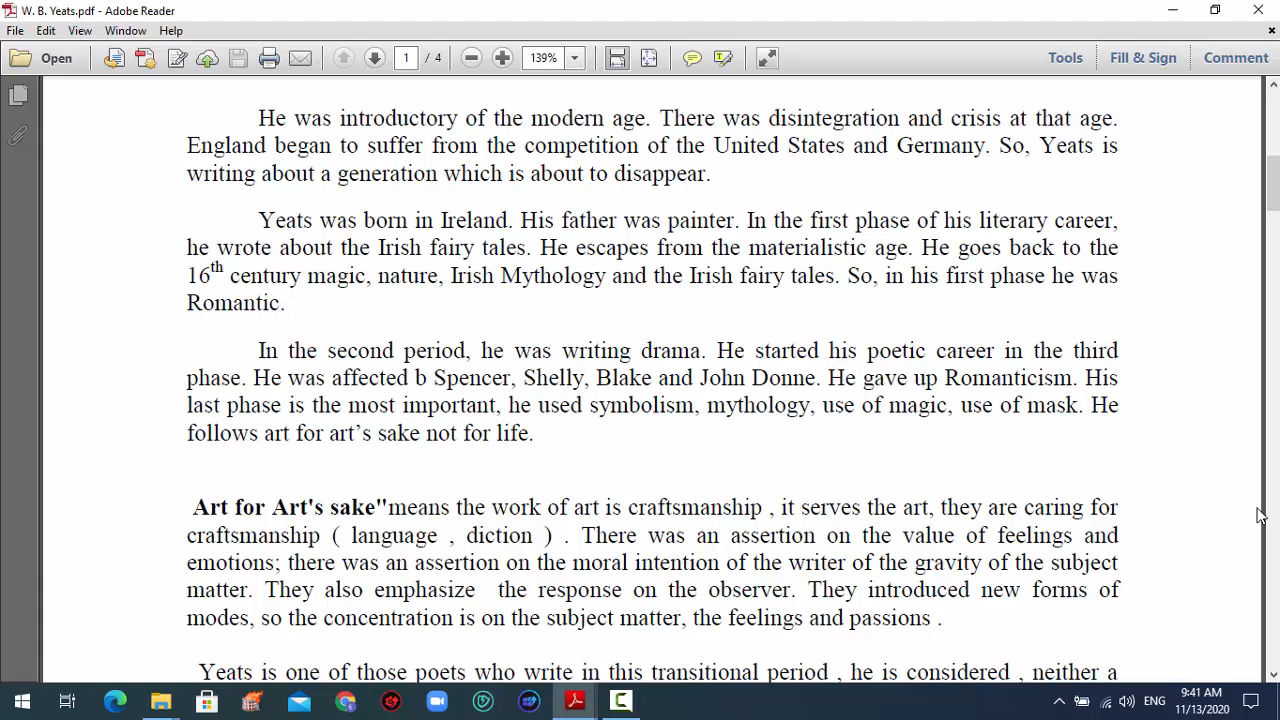 W. B. Yeats.pdf - Adobe Reader
File Edit View Window Help
Open 1 / 4 139% Tools Fill & Sign Comment
He was introductory of the modern age. There was disintegration and crisis at that age.
England began to suffer from the competition of the United States and Germany. So, Yeats is
writing about a generation which is about to disappear.
Yeats was born in Ireland. His father was painter. In the first phase of his literary career,
he wrote about the Irish fairy tales. He escapes from the materialistic age. He goes back to the
16th century magic, nature, Irish Mythology and the Irish fairy tales. So, in his first phase he was
Romantic.
In the second period, he was writing drama. He started his poetic career in the third
phase. He was affected b Spencer, Shelly, Blake and John Donne. He gave up Romanticism. His
last phase is the most important, he used symbolism, mythology, use of magic, use of mask. He
follows art for art’s sake not for life.
Art for Art's sake"means the work of art is craftsmanship , it serves the art, they are caring for
craftsmanship ( language , diction ) . There was an assertion on the value of feelings and
emotions; there was an assertion on the moral intention of the writer of the gravity of the subject
matter. They also emphasize the response on the observer. They introduced new forms of
modes, so the concentration is on the subject matter, the feelings and passions .
Yeats is one of those poets who write in this transitional period , he is considered , neither a
ENG 9:41 AM
11/13/2020